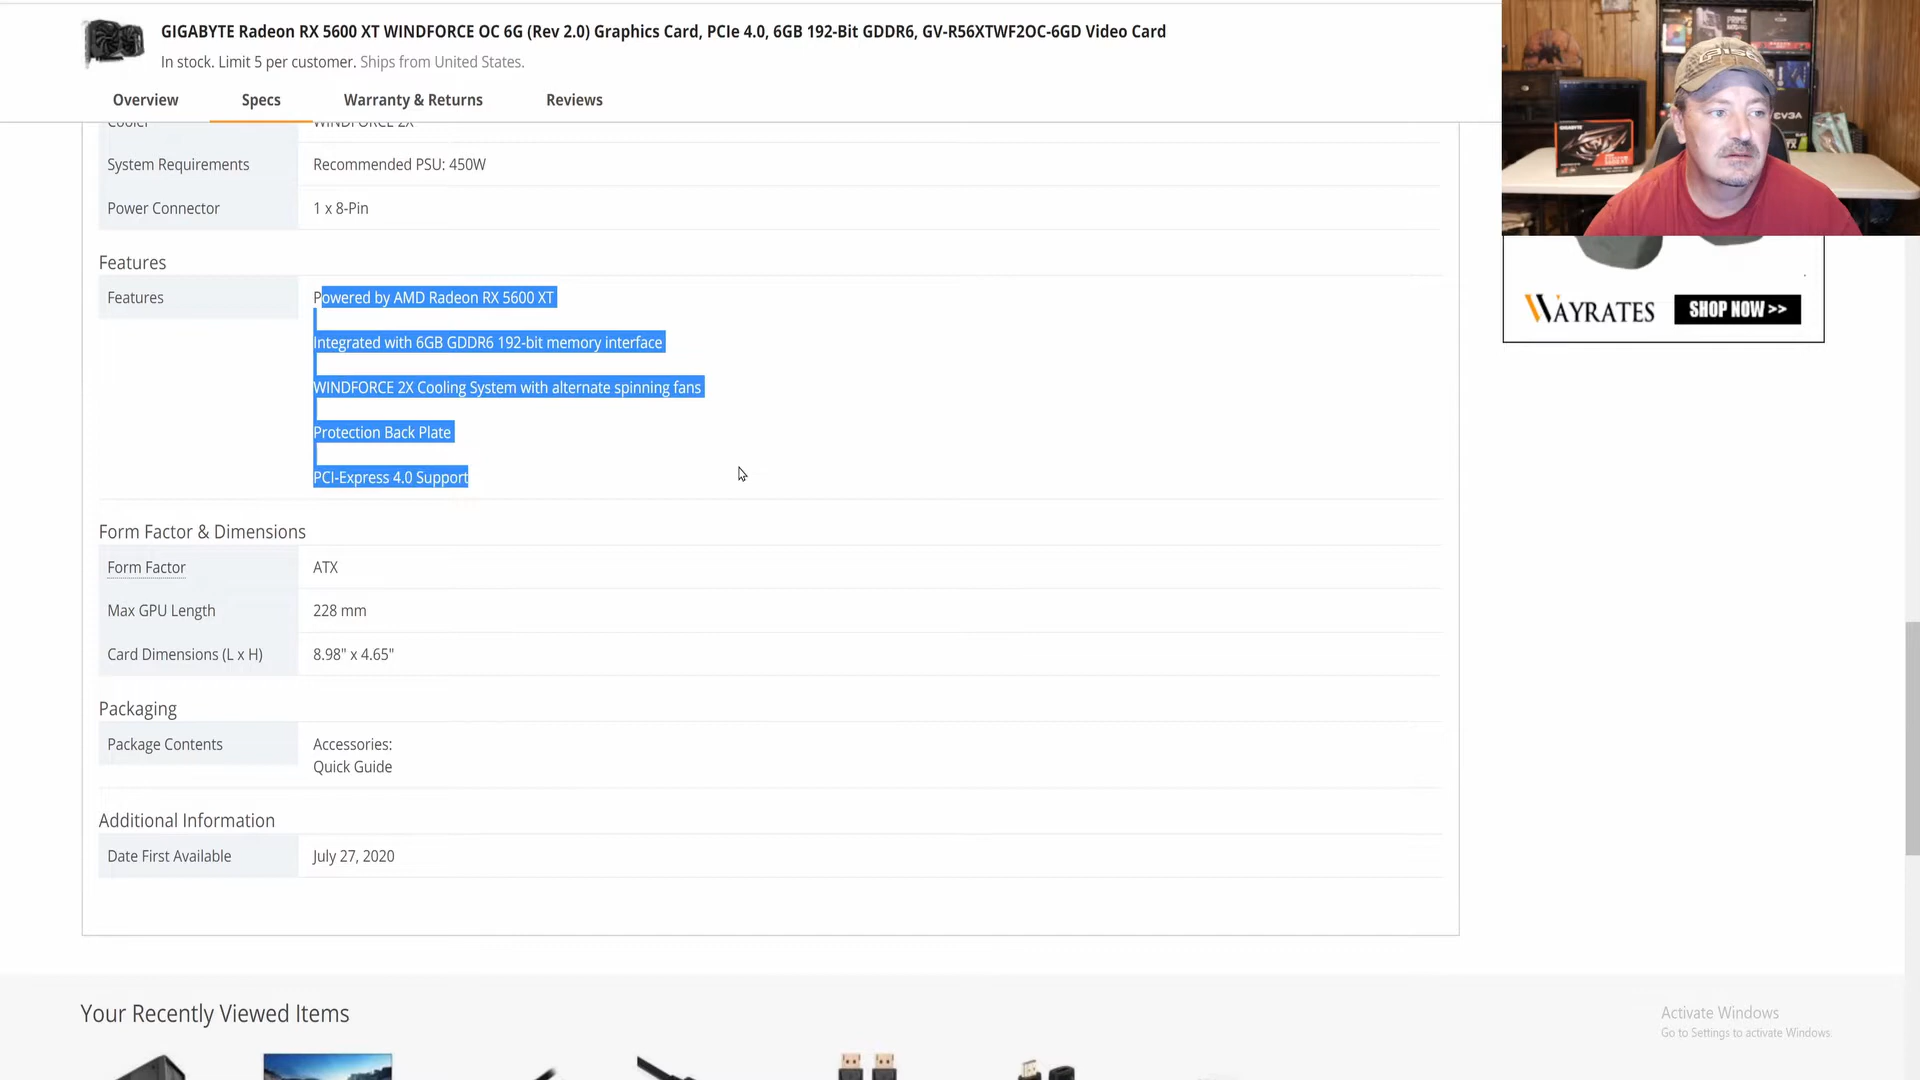 GIGABYTE Radeon RX 5600 XT WINDFORCE OC 6G (Rev 2.0) Graphics Card, PCIe 4.0, 6GB 192-Bit GDDR6, GV-R56XTWF2OC-6GD Video Card
In stock. Limit 5 per customer. Ships from United States.
Overview Specs Warranty & Returns Reviews
Cooler WINDFORCE 2X
System Requirements Recommended PSU: 450W
Power Connector 1 x 8-Pin
Features
Features Powered by AMD Radeon RX 5600 XT
Integrated with 6GB GDDR6 192-bit memory interface
WINDFORCE 2X Cooling System with alternate spinning fans
Protection Back Plate
PCI-Express 4.0 Support
Form Factor & Dimensions
Form Factor ATX
Max GPU Length 228 mm
Card Dimensions (L x H) 8.98" x 4.65"
Packaging
Package Contents Accessories:
Quick Guide
Additional Information
Date First Available July 27, 2020
Your Recently Viewed Items
PRIME
EVGA
GIGABYTE
WAYRATES SHOP NOW >>
Activate Windows
Go to Settings to activate Windows.